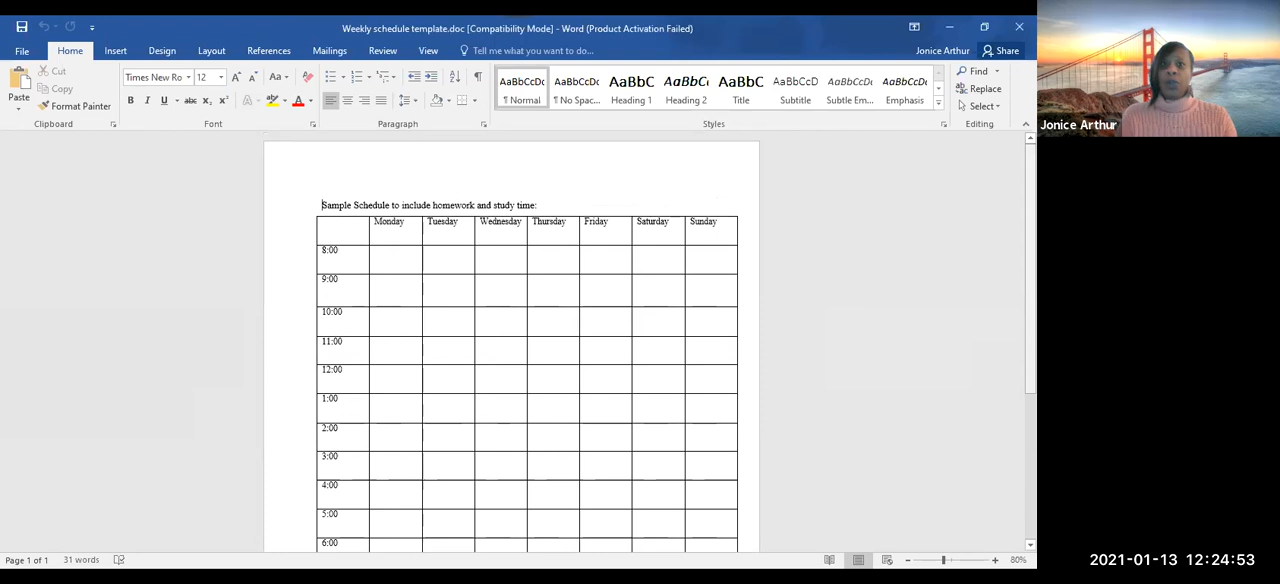 Weekly schedule template.doc [Compatibility Mode] - Word (Product Activation Failed)
File Home Insert Design Layout References Mailings Review View Tell me what you want to do... Jonice Arthur Share
Paste Cut Copy Format Painter
Clipboard
Times New Ro 12
Font
Paragraph
AaBbCcDc AaBbCcDc AaBbC AaBbCc AaBbC AaBbCcD AaBbCcDc AaBbCcDc
¶ Normal ¶ No Spac... Heading 1 Heading 2 Title Subtitle Subtle Em... Emphasis
Styles
Find
Replace
Select
Editing
Jonice Arthur
Sample Schedule to include homework and study time:
Monday Tuesday Wednesday Thursday Friday Saturday Sunday
8:00
9:00
10:00
11:00
12:00
1:00
2:00
3:00
4:00
5:00
6:00
Page 1 of 1 31 words 80%
2021-01-13 12:24:53